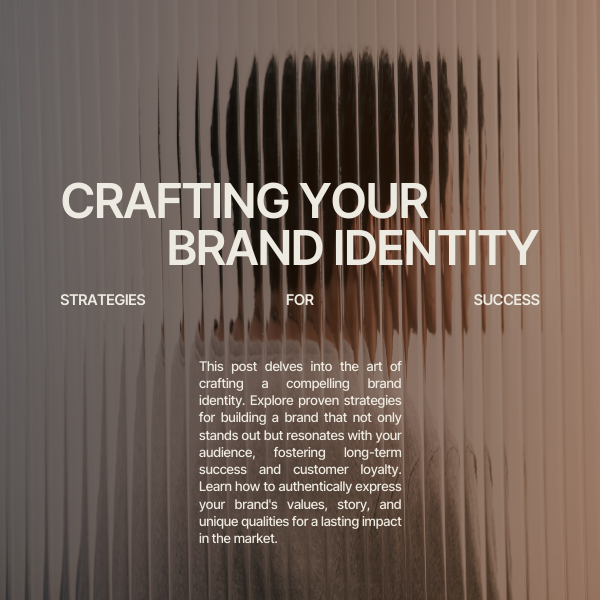 CRAFTING YOUR
BRAND IDENTITY
STRATEGIES FOR SUCCESS
This post delves into the art of
crafting a compelling brand
identity. Explore proven strategies
for building a brand that not only
stands out but resonates with your
audience, fostering long-term
success and customer loyalty.
Learn how to authentically express
your brand's values, story, and
unique qualities for a lasting impact
in the market.